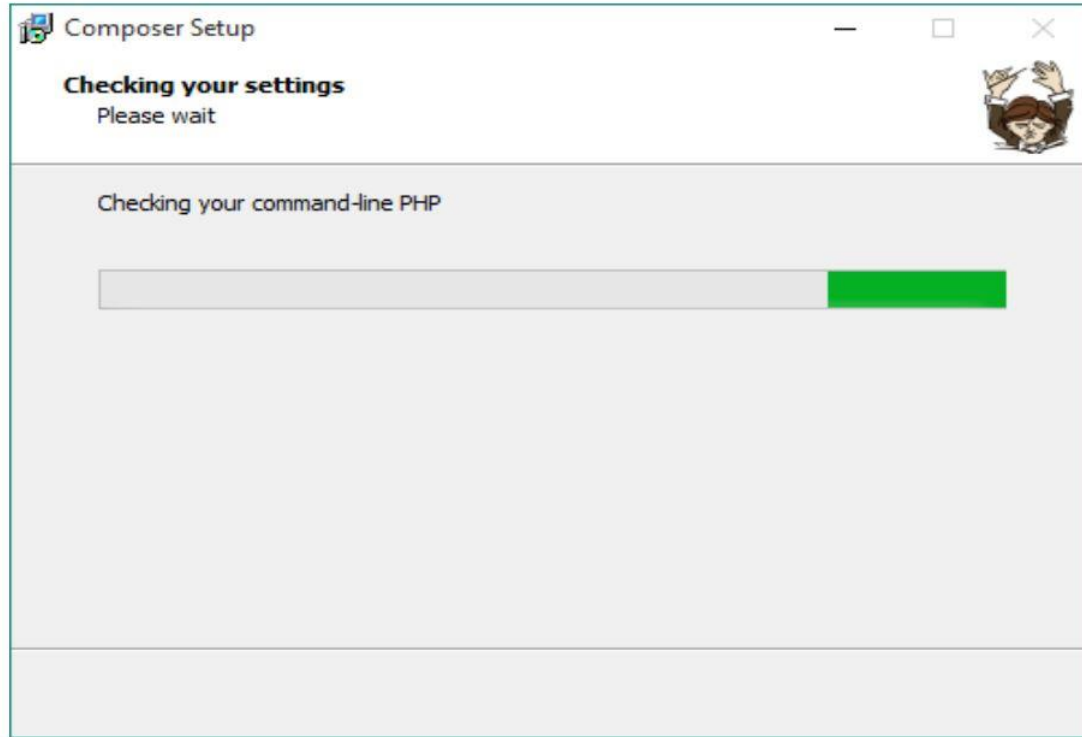 Composer Setup
Checking your settings
Please wait
Checking your command-line PHP